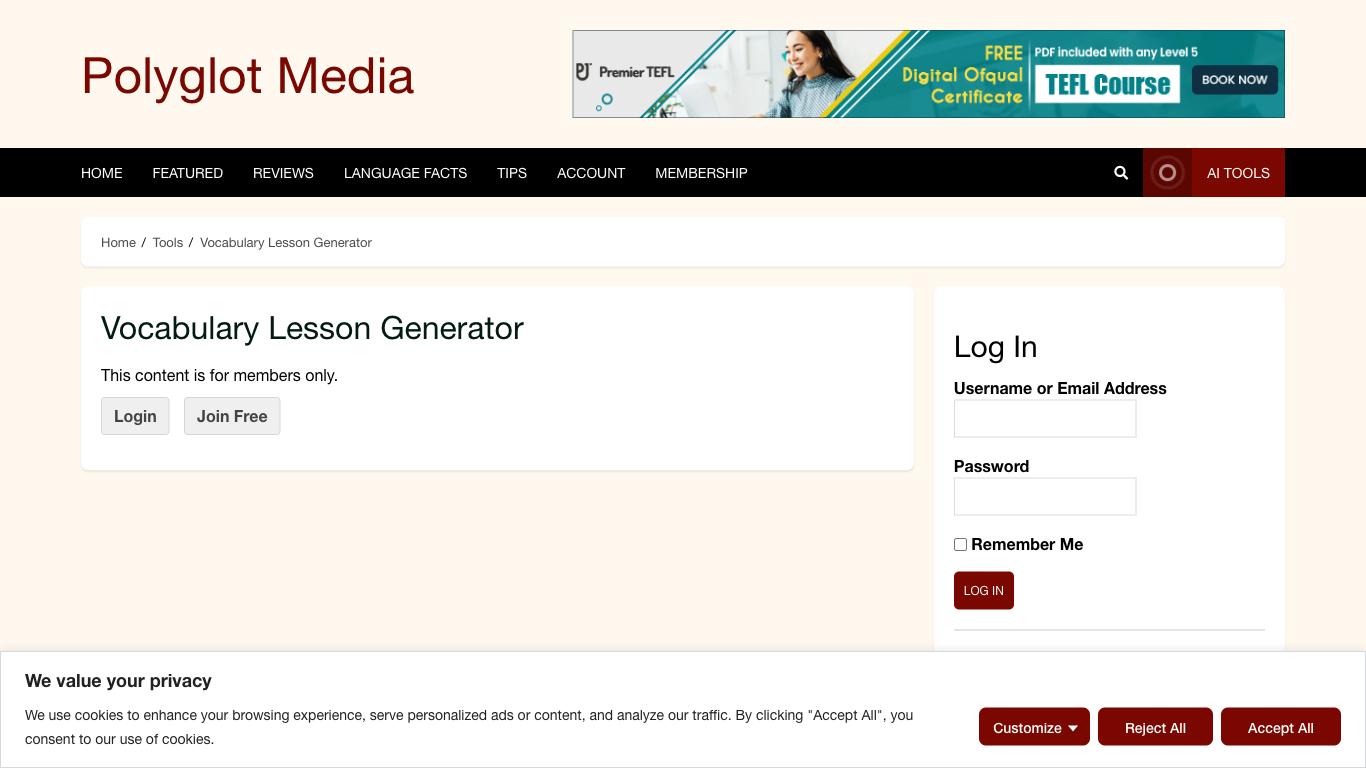 Polyglot Media
Premier TEFL
FREE
Digital Ofqual
Certificate
PDF included with any Level 5
TEFL Course
BOOK NOW
HOME FEATURED REVIEWS LANGUAGE FACTS TIPS ACCOUNT MEMBERSHIP AI TOOLS
Home / Tools / Vocabulary Lesson Generator
Vocabulary Lesson Generator
This content is for members only.
Login Join Free
Log In
Username or Email Address
Password
Remember Me
LOG IN
We value your privacy
We use cookies to enhance your browsing experience, serve personalized ads or content, and analyze our traffic. By clicking "Accept All", you
consent to our use of cookies.
Customize Reject All Accept All